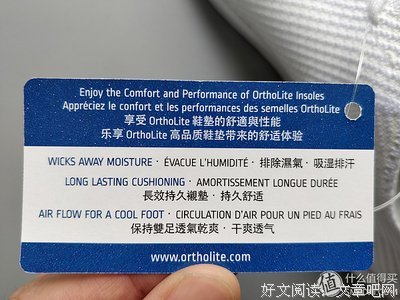 Enjoy the Comfort and Performance of OrthoLite Insoles
Appréciez le confort et les performances des semelles OrthoLite
享受 OrthoLite 鞋墊的舒適與性能
乐享 OrthoLite 高品质鞋垫带来的舒适体验
WICKS AWAY MOISTURE · ÉVACUE L'HUMIDITÉ · 排除濕氣 · 吸湿排汗
LONG LASTING CUSHIONING · AMORTISSEMENT LONGUE DURÉE
長效持久襯墊 · 持久舒适
AIR FLOW FOR A COOL FOOT · CIRCULATION D'AIR POUR UN PIED AU FRAIS
保持雙足透氣乾爽 · 干爽透气
www.ortholite.com
值 什么值得买
好文阅读 文章吧网